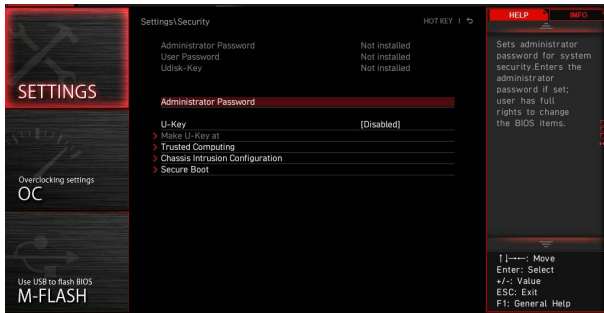 SETTINGS
Overclocking settings
OC
Use USB to flash BIOS
M-FLASH
Settings\Security
HOT KEY | ↰
Administrator Password Not installed
User Password Not installed
Udisk-Key Not installed
Administrator Password
U-Key [Disabled]
> Make U-Key at
> Trusted Computing
> Chassis Intrusion Configuration
> Secure Boot
HELP INFO
Sets administrator
password for system
security.Enters the
administrator
password if set;
user has full
rights to change
the BIOS items.
↑↓→←: Move
Enter: Select
+/-: Value
ESC: Exit
F1: General Help